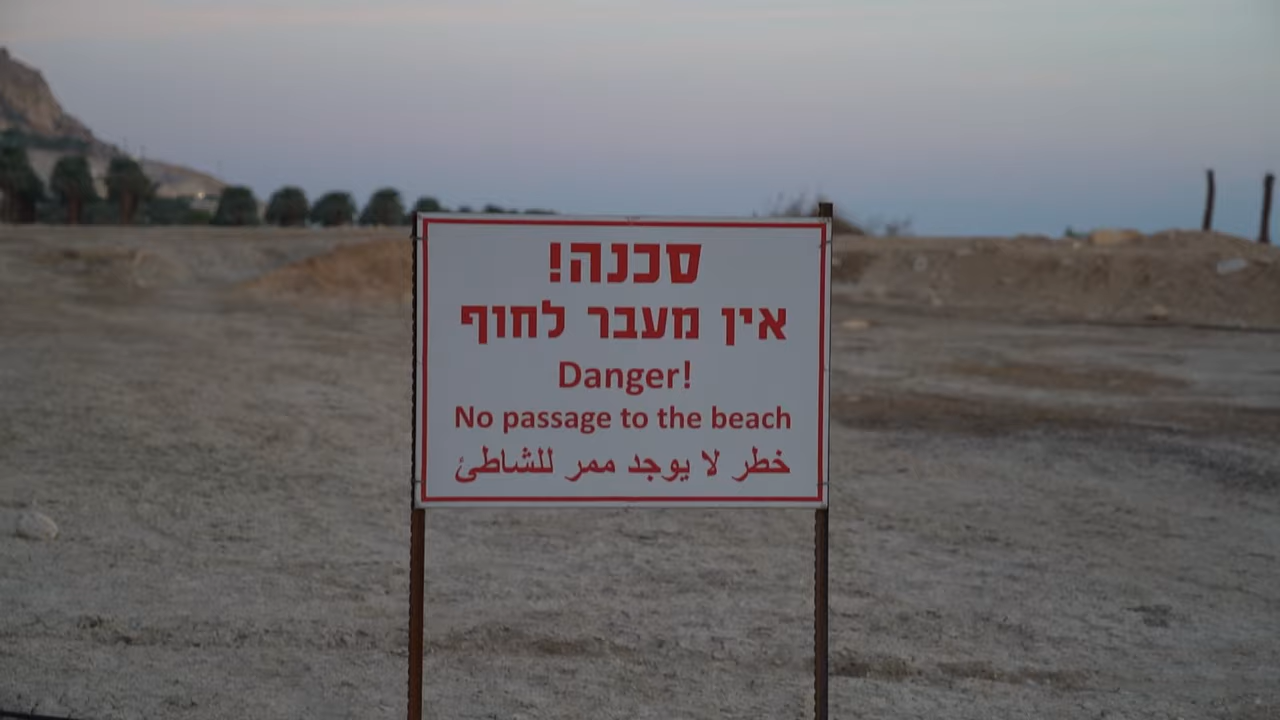 סכנה!
אין מעבר לחוף
Danger!
No passage to the beach
خطر لا يوجد ممر للشاطئ